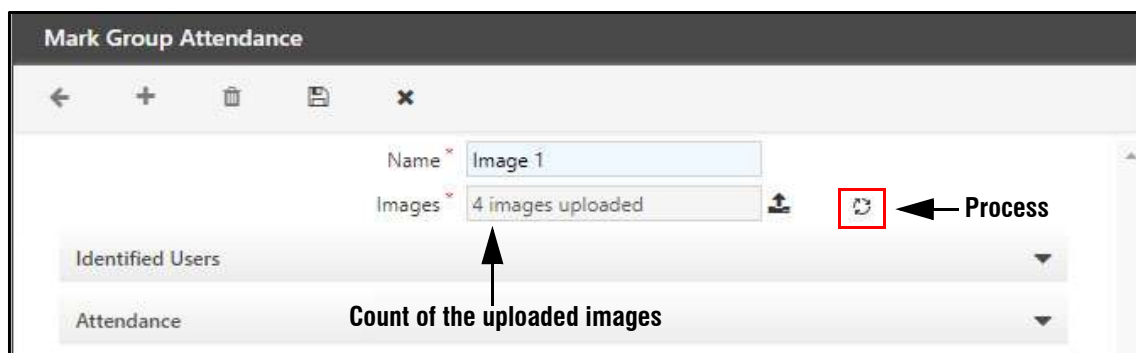 Mark Group Attendance
Name * Image 1
Images * 4 images uploaded
Process
Identified Users
Attendance
Count of the uploaded images